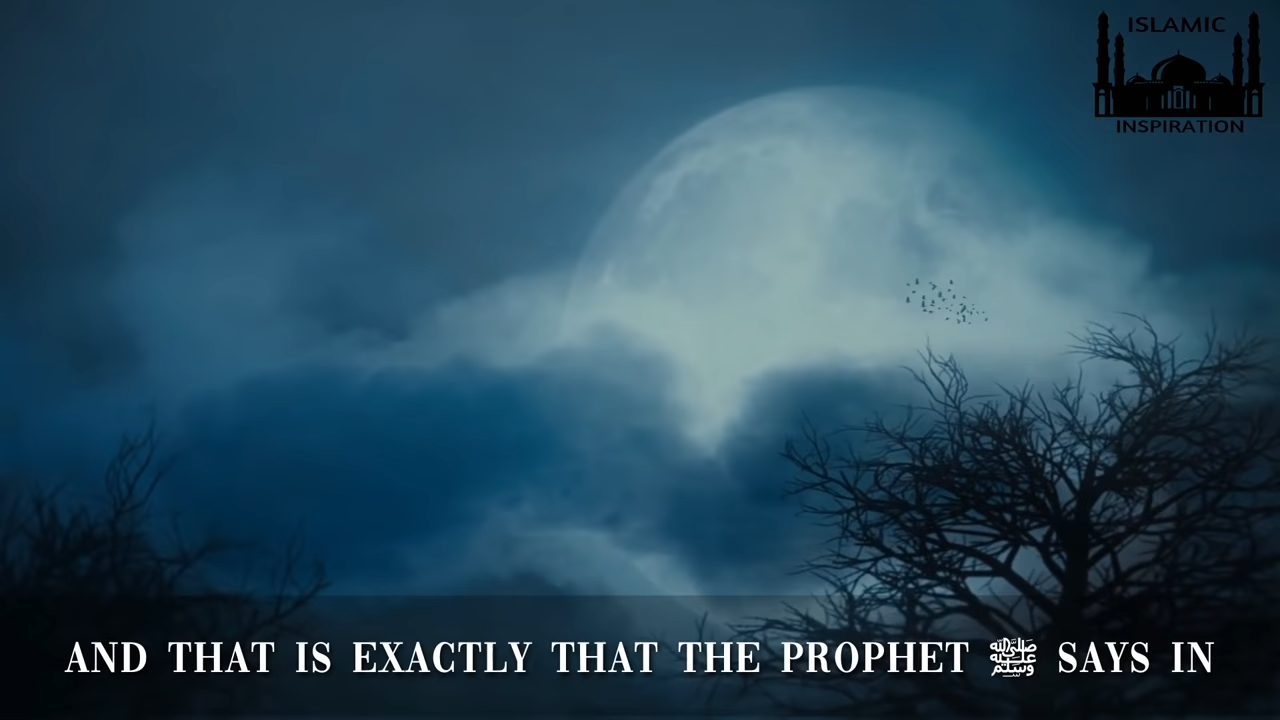 ISLAMIC
INSPIRATION
AND THAT IS EXACTLY THAT THE PROPHET ﷺ SAYS IN